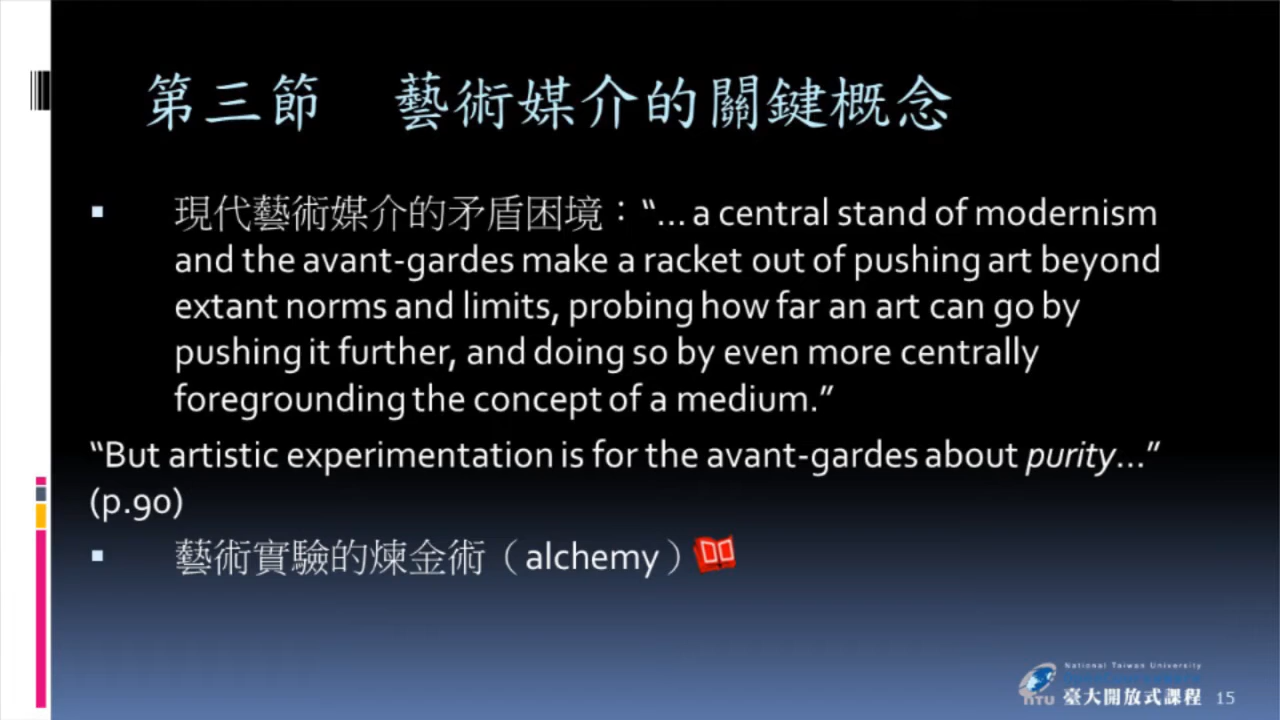 第三節　藝術媒介的關鍵概念
現代藝術媒介的矛盾困境：“… a central stand of modernism
and the avant-gardes make a racket out of pushing art beyond
extant norms and limits, probing how far an art can go by
pushing it further, and doing so by even more centrally
foregrounding the concept of a medium.”
“But artistic experimentation is for the avant-gardes about purity…”
(p.90)
藝術實驗的煉金術（alchemy）
National Taiwan University
NTU 臺大開放式課程 15